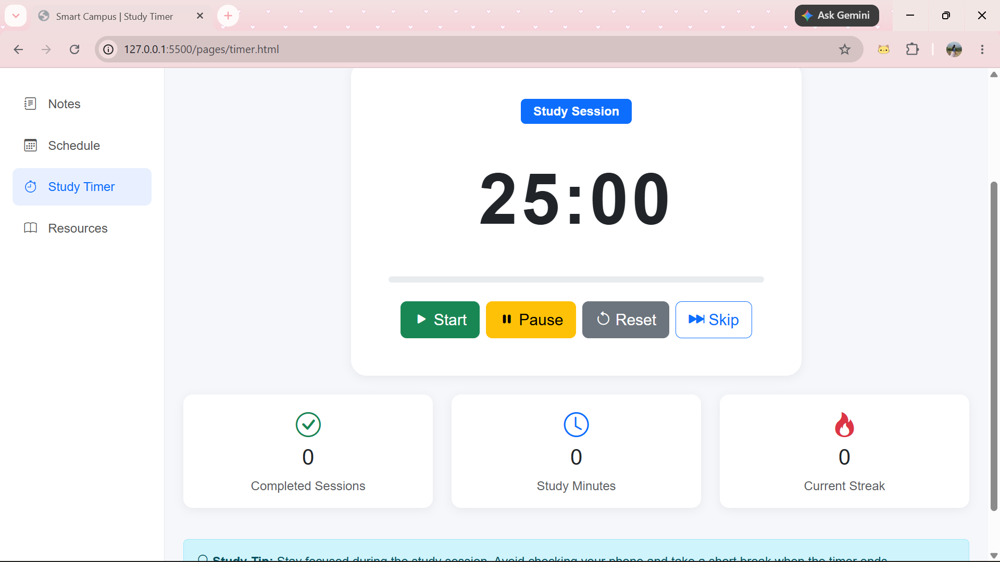 Smart Campus | Study Timer
Ask Gemini
127.0.0.1:5500/pages/timer.html
Notes
Schedule
Study Timer
Resources
Study Session
25:00
Start
Pause
Reset
Skip
0
Completed Sessions
0
Study Minutes
0
Current Streak
Study Tip: Stay focused during the study session. Avoid checking your phone and take a short break when the timer ends.